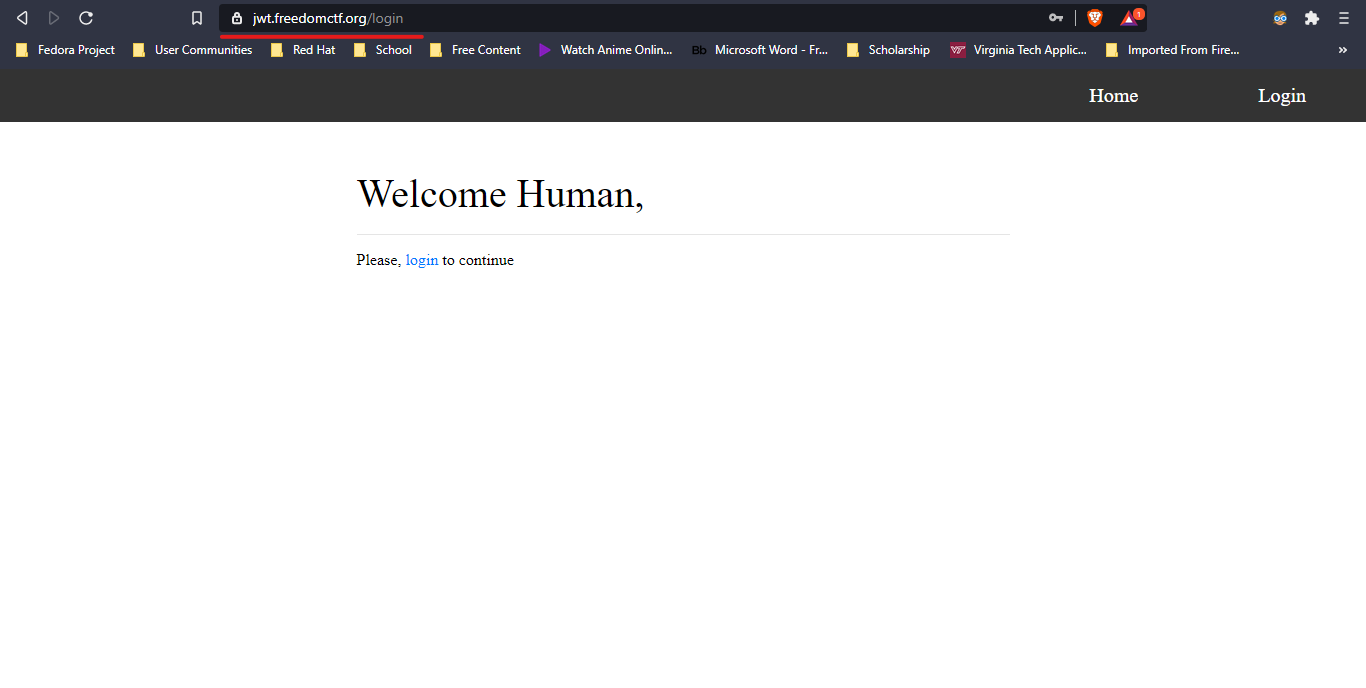 jwt.freedomctf.org/login
1
Fedora Project User Communities Red Hat School Free Content Watch Anime Onlin... Bb Microsoft Word - Fr... Scholarship VT Virginia Tech Applic... Imported From Fire... »
Home Login
Welcome Human,
Please, login to continue